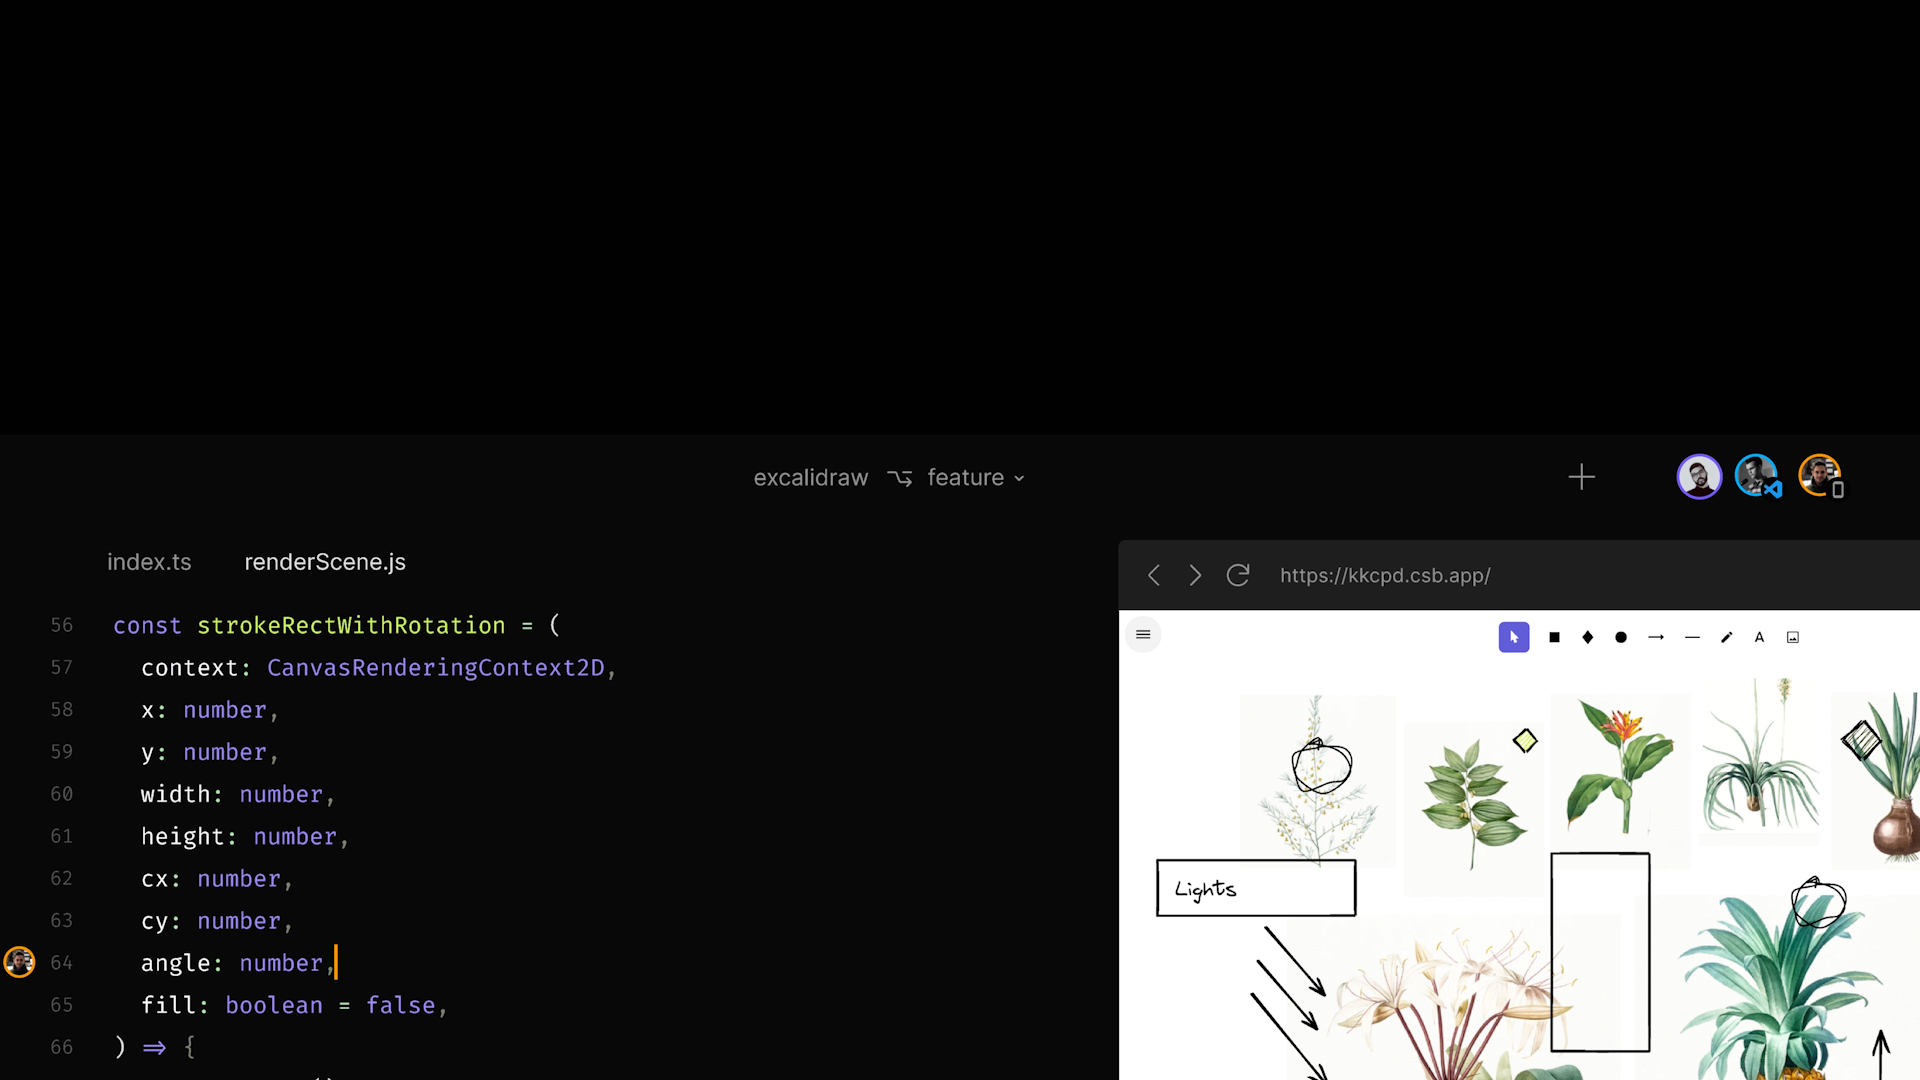 excalidraw feature
index.ts renderScene.js
https://kkcpd.csb.app/
56 const strokeRectWithRotation = (
57 context: CanvasRenderingContext2D,
58 x: number,
59 y: number,
60 width: number,
61 height: number,
62 cx: number,
63 cy: number,
64 angle: number,
65 fill: boolean = false,
66 ) => {
A
Lights